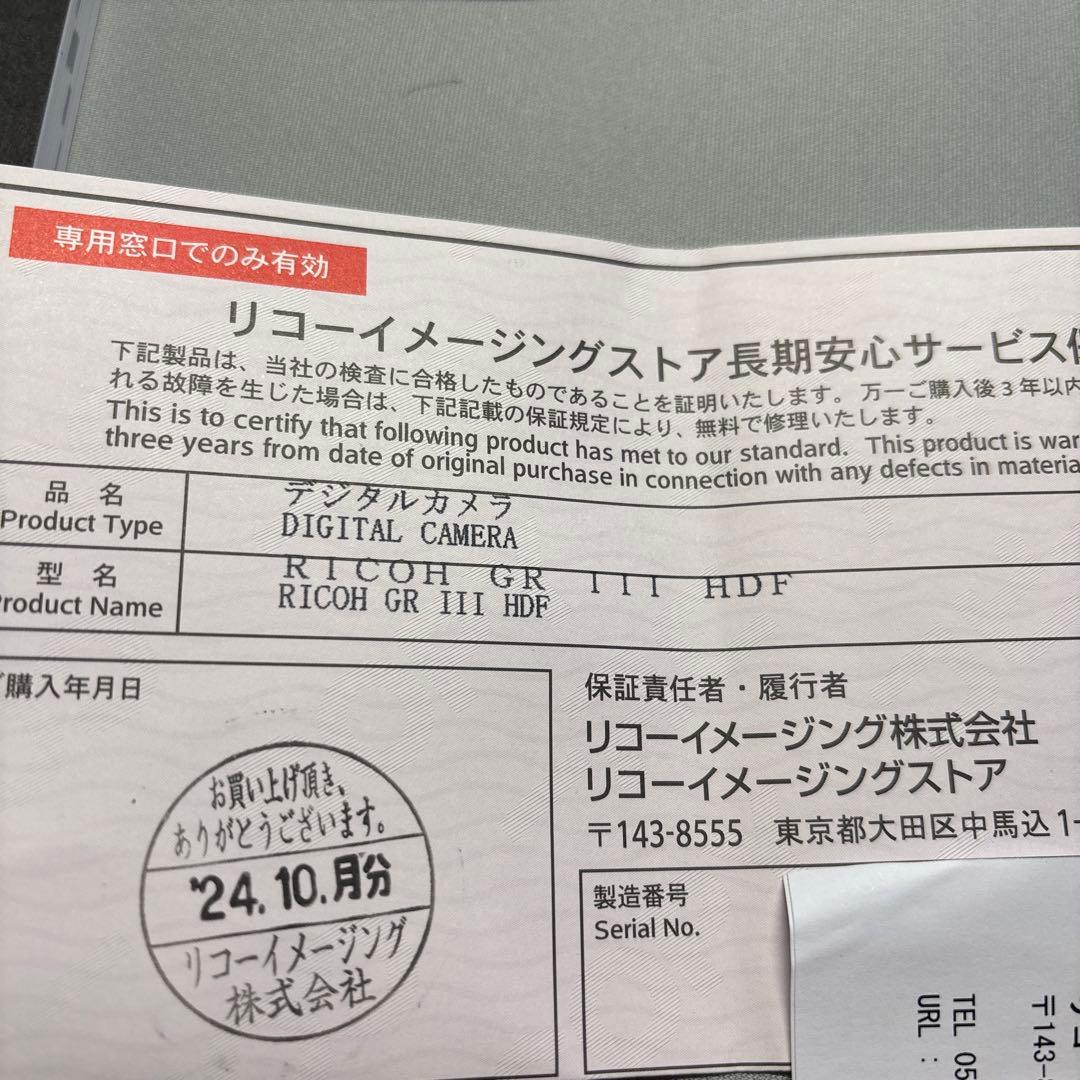 専用窓口でのみ有効
リコーイメージングストア長期安心サービス
下記製品は、当社の検査に合格したものであることを証明いたします。万一ご購入後3年以内
れる故障を生じた場合は、下記記載の保証規定により、無料で修理いたします。
This is to certify that following product has met to our standard. This product is war
three years from date of original purchase in connection with any defects in materia
品 名
Product Type
デジタルカメラ
DIGITAL CAMERA
型 名
Product Name
RICOH GR III HDF
RICOH GR III HDF
ご購入年月日
お買い上げ頂き、
ありがとうございます。
'24.10.月分
リコーイメージング
株式会社
保証責任者・履行者
リコーイメージング株式会社
リコーイメージングストア
〒143-8555 東京都大田区中馬込1-
製造番号
Serial No.
〒143-
TEL 05
URL :